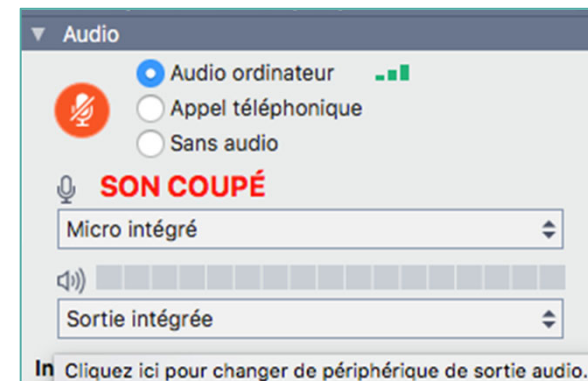 Audio
Audio ordinateur
Appel téléphonique
Sans audio
SON COUPÉ
Micro intégré
Sortie intégrée
In
Cliquez ici pour changer de périphérique de sortie audio.